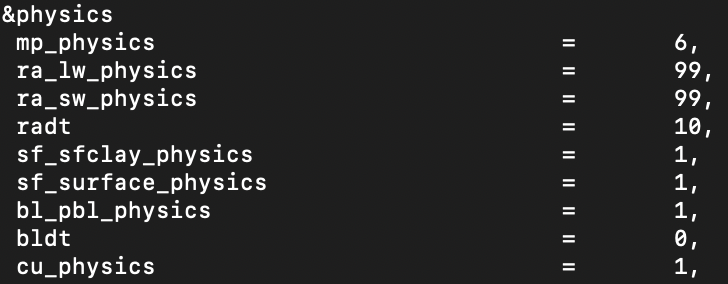 &physics
mp_physics = 6,
ra_lw_physics = 99,
ra_sw_physics = 99,
radt = 10,
sf_sfclay_physics = 1,
sf_surface_physics = 1,
bl_pbl_physics = 1,
bldt = 0,
cu_physics = 1,